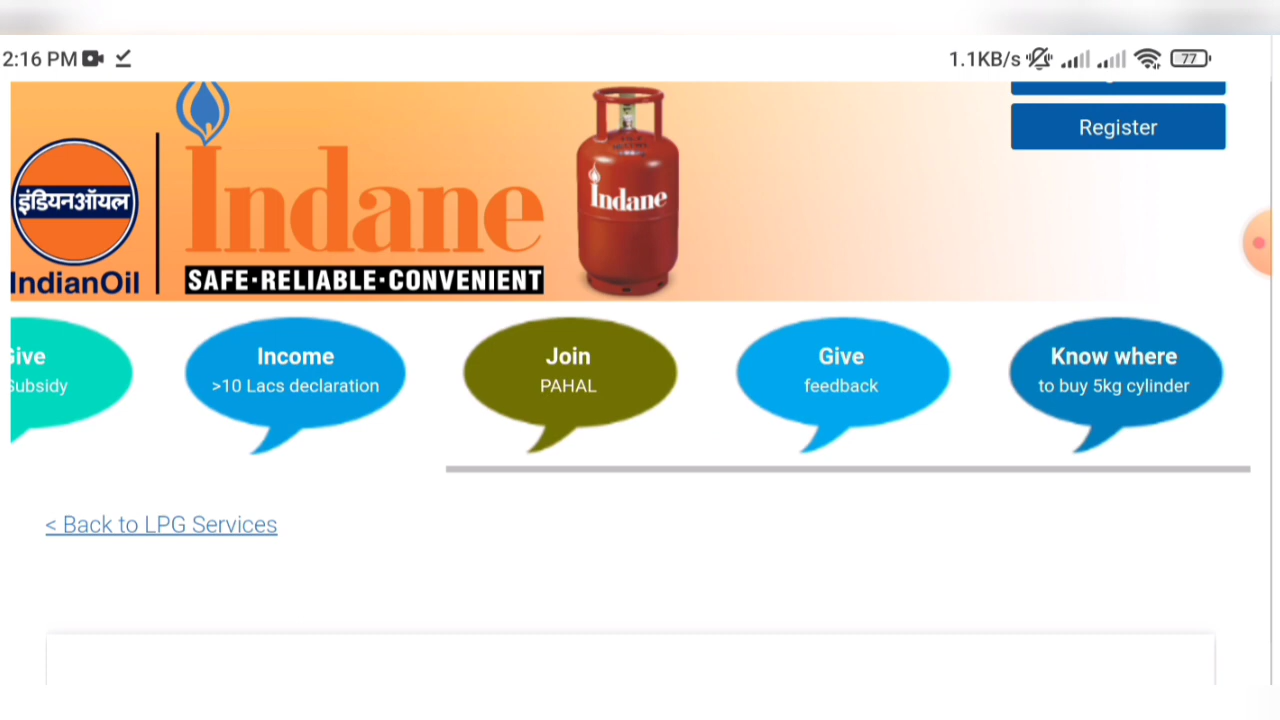 2:16 PM
1.1KB/s
77
Register
इंडियनऑयल
IndianOil
Indane
SAFE·RELIABLE·CONVENIENT
Indane
Give
Subsidy
Income
>10 Lacs declaration
Join
PAHAL
Give
feedback
Know where
to buy 5kg cylinder
< Back to LPG Services